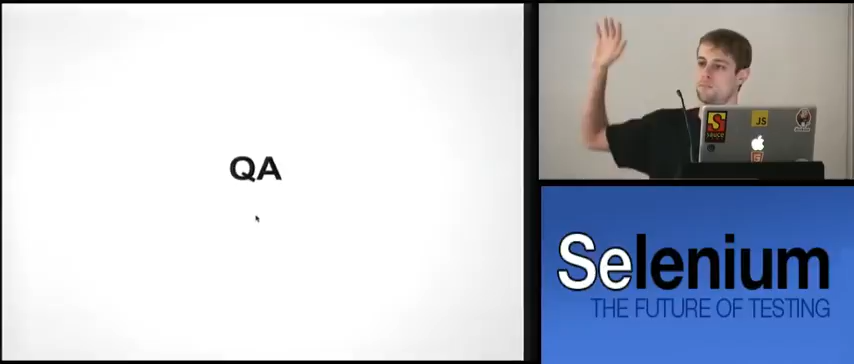 QA
JS
Selenium
THE FUTURE OF TESTING